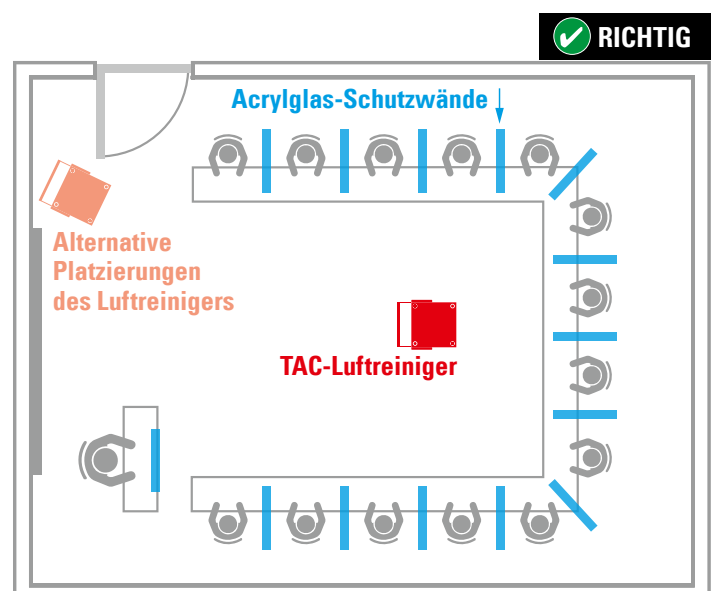 RICHTIG
Acrylglas-Schutzwände
Alternative
Platzierungen
des Luftreinigers
TAC-Luftreiniger